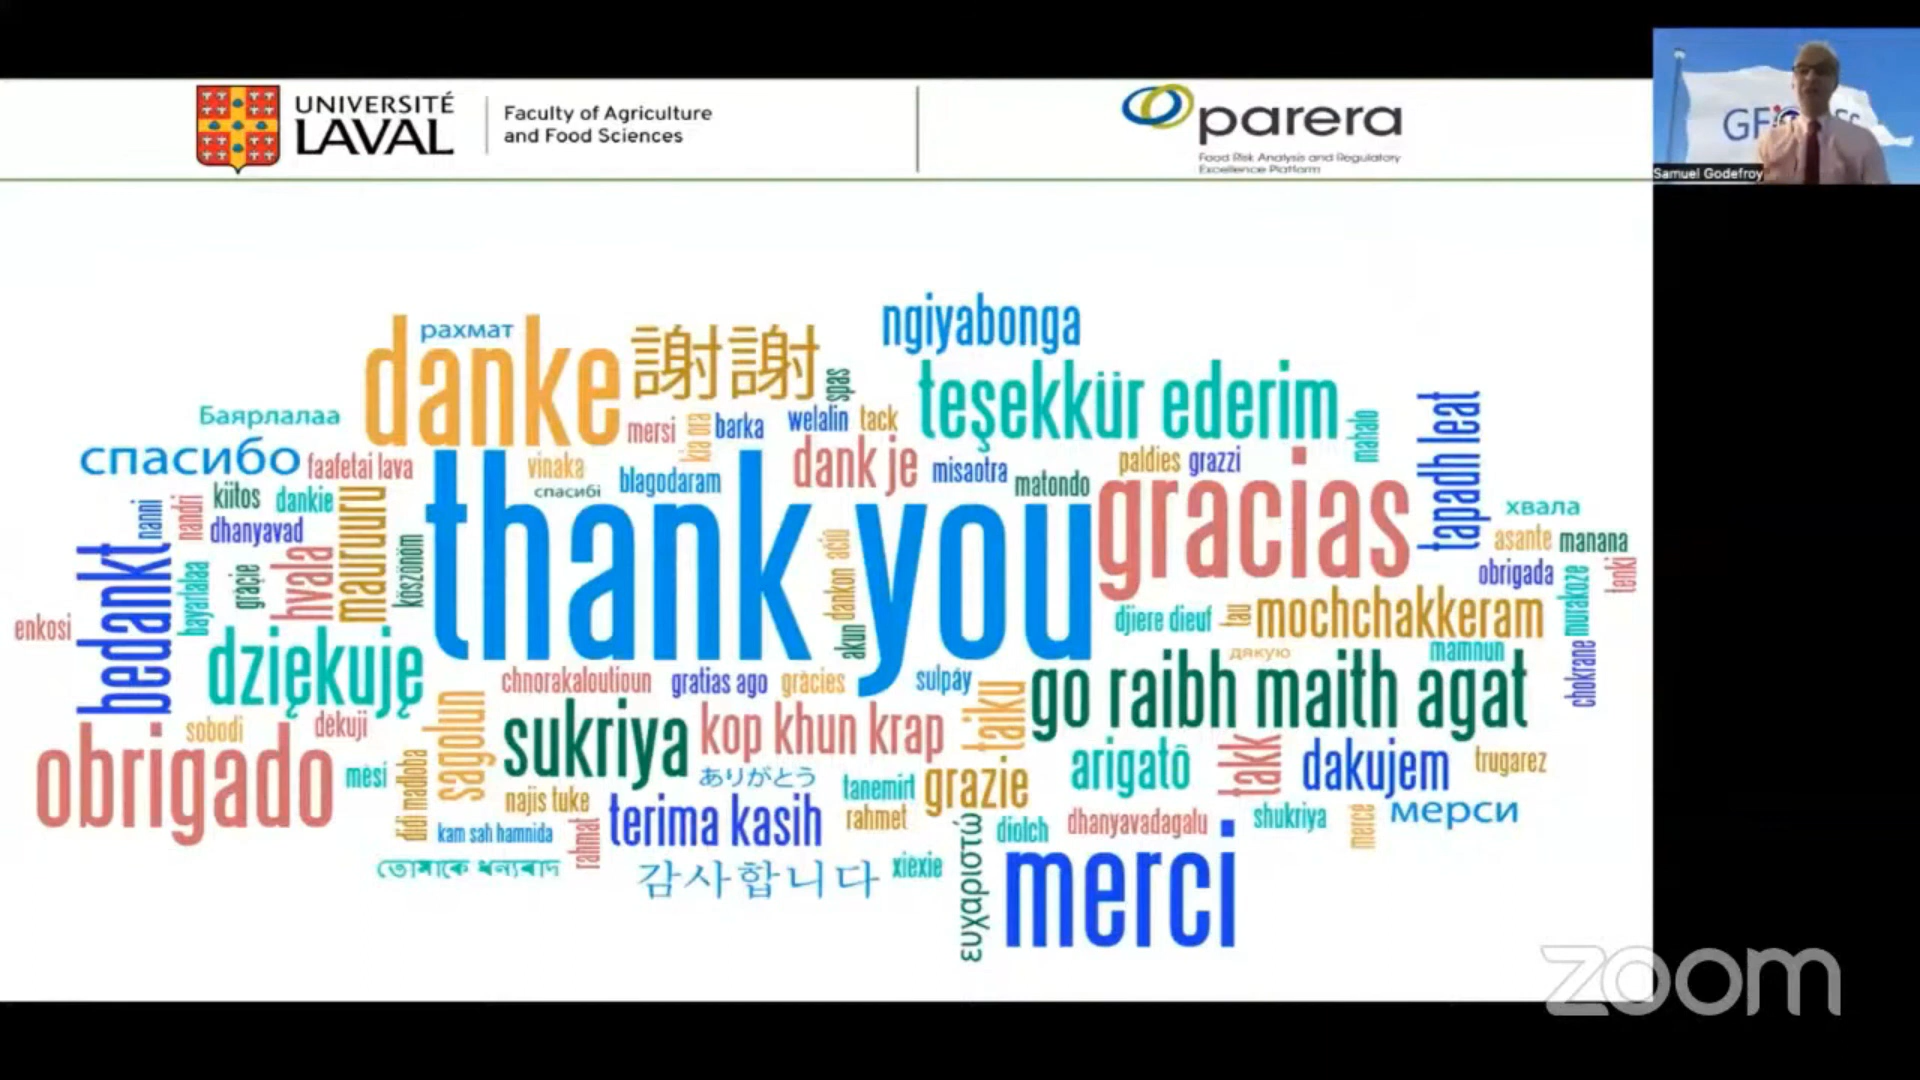 UNIVERSITÉ
LAVAL
Faculty of Agriculture
and Food Sciences
parera
Food Risk Analysis and Regulatory
Excellence Platform
Samuel Godefroy
ngiyabonga
рахмат
danke
謝謝
spas
teşekkür ederim
mahalo
tapadh leat
Баярлалаа
mersi
kia ora
barka
welalin
tack
спасибо
faafetai lava
vinaka
blagodaram
dank je
misaotra
matondo
paldies
grazzi
gracias
спасибі
nanni
nandri
kiitos
dankie
dhanyavad
mauruuru
köszönöm
thank you
хвала
asante
manana
obrigada
murakoze
tenki
bedankt
bayarlalaa
gràcie
hvala
dankon
aciú
akun
djiere dieuf
tau
mochchakkeram
enkosi
dziękuję
дякую
mamnun
chokrane
chnorakaloutioun
gratias ago
gràcies
sulpáy
taiku
go raibh maith agat
sobodi
dèkuji
sagolun
sukriya
kop khun krap
obrigado
mèsi
didi madloba
ありがとう
tanemirt
grazie
arigatô
takk
dakujem
trugarez
najis tuke
terima kasih
rahmet
kam sah hamnida
rahmat
diolch
dhanyavadagalu
shukriya
merce
мерси
তোমাকে ধন্যবাদ
감사합니다
xièxie
ευχαριστώ
merci
zoom